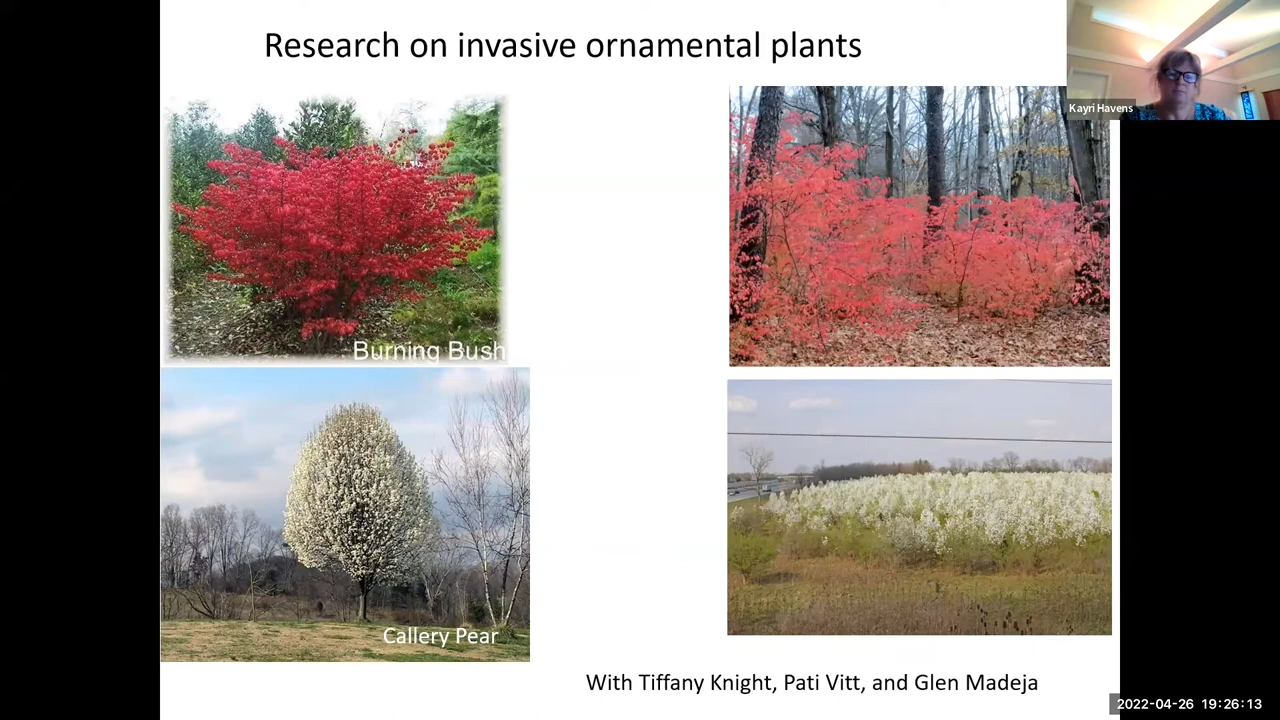 Research on invasive ornamental plants
Kayri Havens
Burning Bush
Callery Pear
With Tiffany Knight, Pati Vitt, and Glen Madeja
2022-04-26 19:26:13